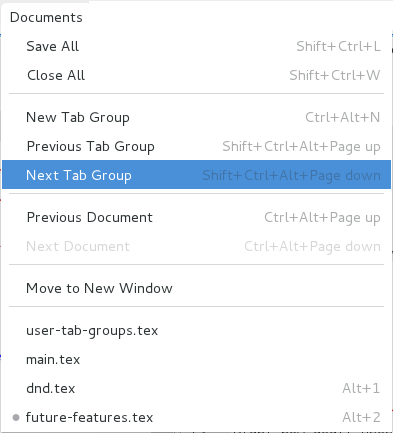 Documents
Save All Shift+Ctrl+L
Close All Shift+Ctrl+W
New Tab Group Ctrl+Alt+N
Previous Tab Group Shift+Ctrl+Alt+Page up
Next Tab Group Shift+Ctrl+Alt+Page down
Previous Document Ctrl+Alt+Page up
Next Document Ctrl+Alt+Page down
Move to New Window
user-tab-groups.tex
main.tex
dnd.tex Alt+1
future-features.tex Alt+2